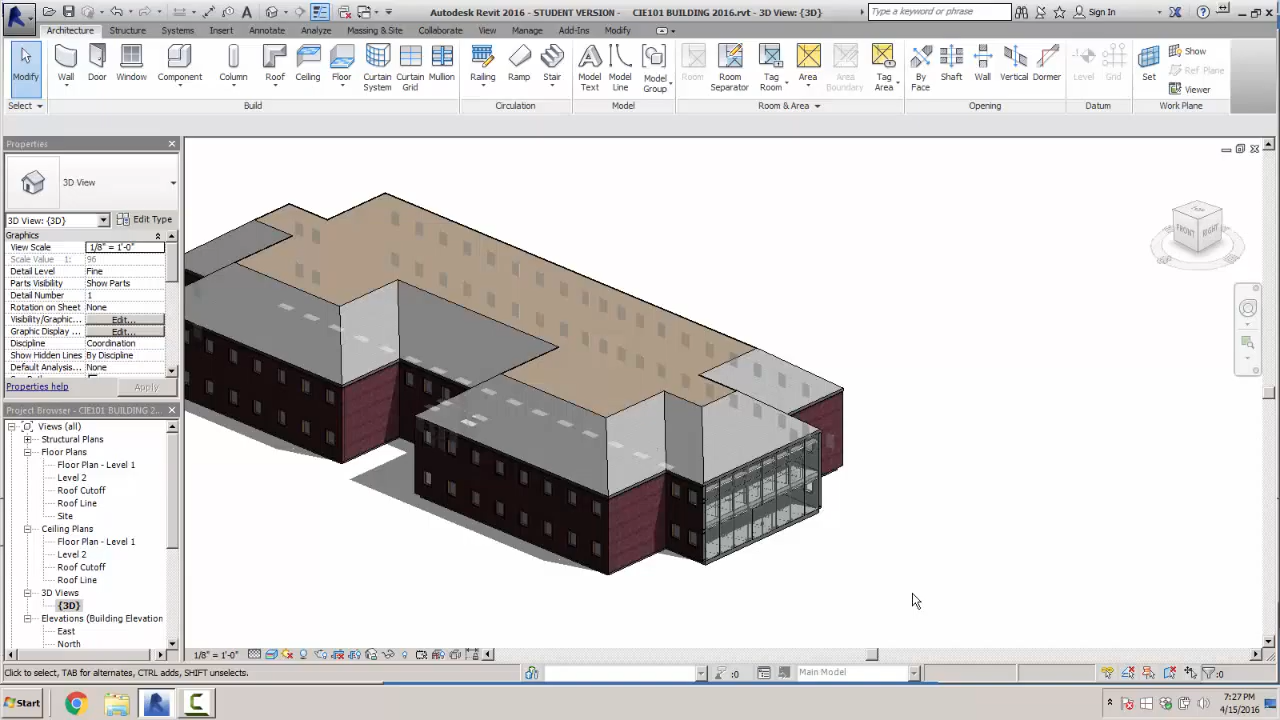 Autodesk Revit 2016 - STUDENT VERSION - CIE101 BUILDING 2016.rvt - 3D View: {3D}
Type a keyword or phrase
Sign In
Architecture Structure Systems Insert Annotate Analyze Massing & Site Collaborate View Manage Add-Ins Modify
Modify Wall Door Window Component Column Roof Ceiling Floor Curtain System Curtain Grid Mullion Railing Ramp Stair Model Text Model Line Model Group Room Room Separator Tag Room Area Area Boundary Tag Area By Face Shaft Wall Vertical Dormer Level Grid Set Show Ref Plane Viewer
Select Build Circulation Model Room & Area Opening Datum Work Plane
Properties
3D View
3D View: {3D} Edit Type
Graphics
View Scale 1/8" = 1'-0"
Scale Value 1: 96
Detail Level Fine
Parts Visibility Show Parts
Detail Number 1
Rotation on Sheet None
Visibility/Graphic... Edit...
Graphic Display ... Edit...
Discipline Coordination
Show Hidden Lines By Discipline
Default Analysis... None
Properties help Apply
Project Browser - CIE101 BUILDING 2...
Views (all)
Structural Plans
Floor Plans
Floor Plan - Level 1
Level 2
Roof Cutoff
Roof Line
Site
Ceiling Plans
Floor Plan - Level 1
Level 2
Roof Cutoff
Roof Line
3D Views
{3D}
Elevations (Building Elevation
East
North
FRONT RIGHT
1/8" = 1'-0"
Click to select, TAB for alternates, CTRL adds, SHIFT unselects.
:0 Main Model :0
Start
7:27 PM
4/15/2016